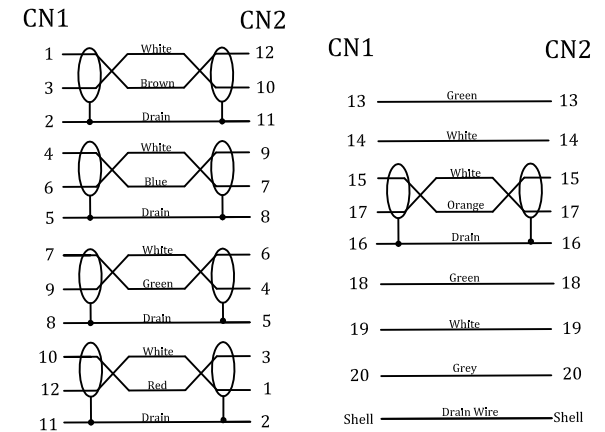 CN1 CN2
1 White 12
3 Brown 10
2 Drain 11
4 White 9
6 Blue 7
5 Drain 8
7 White 6
9 Green 4
8 Drain 5
10 White 3
12 Red 1
11 Drain 2
CN1 CN2
13 Green 13
14 White 14
15 White 15
17 Orange 17
16 Drain 16
18 Green 18
19 White 19
20 Grey 20
Shell Drain Wire Shell